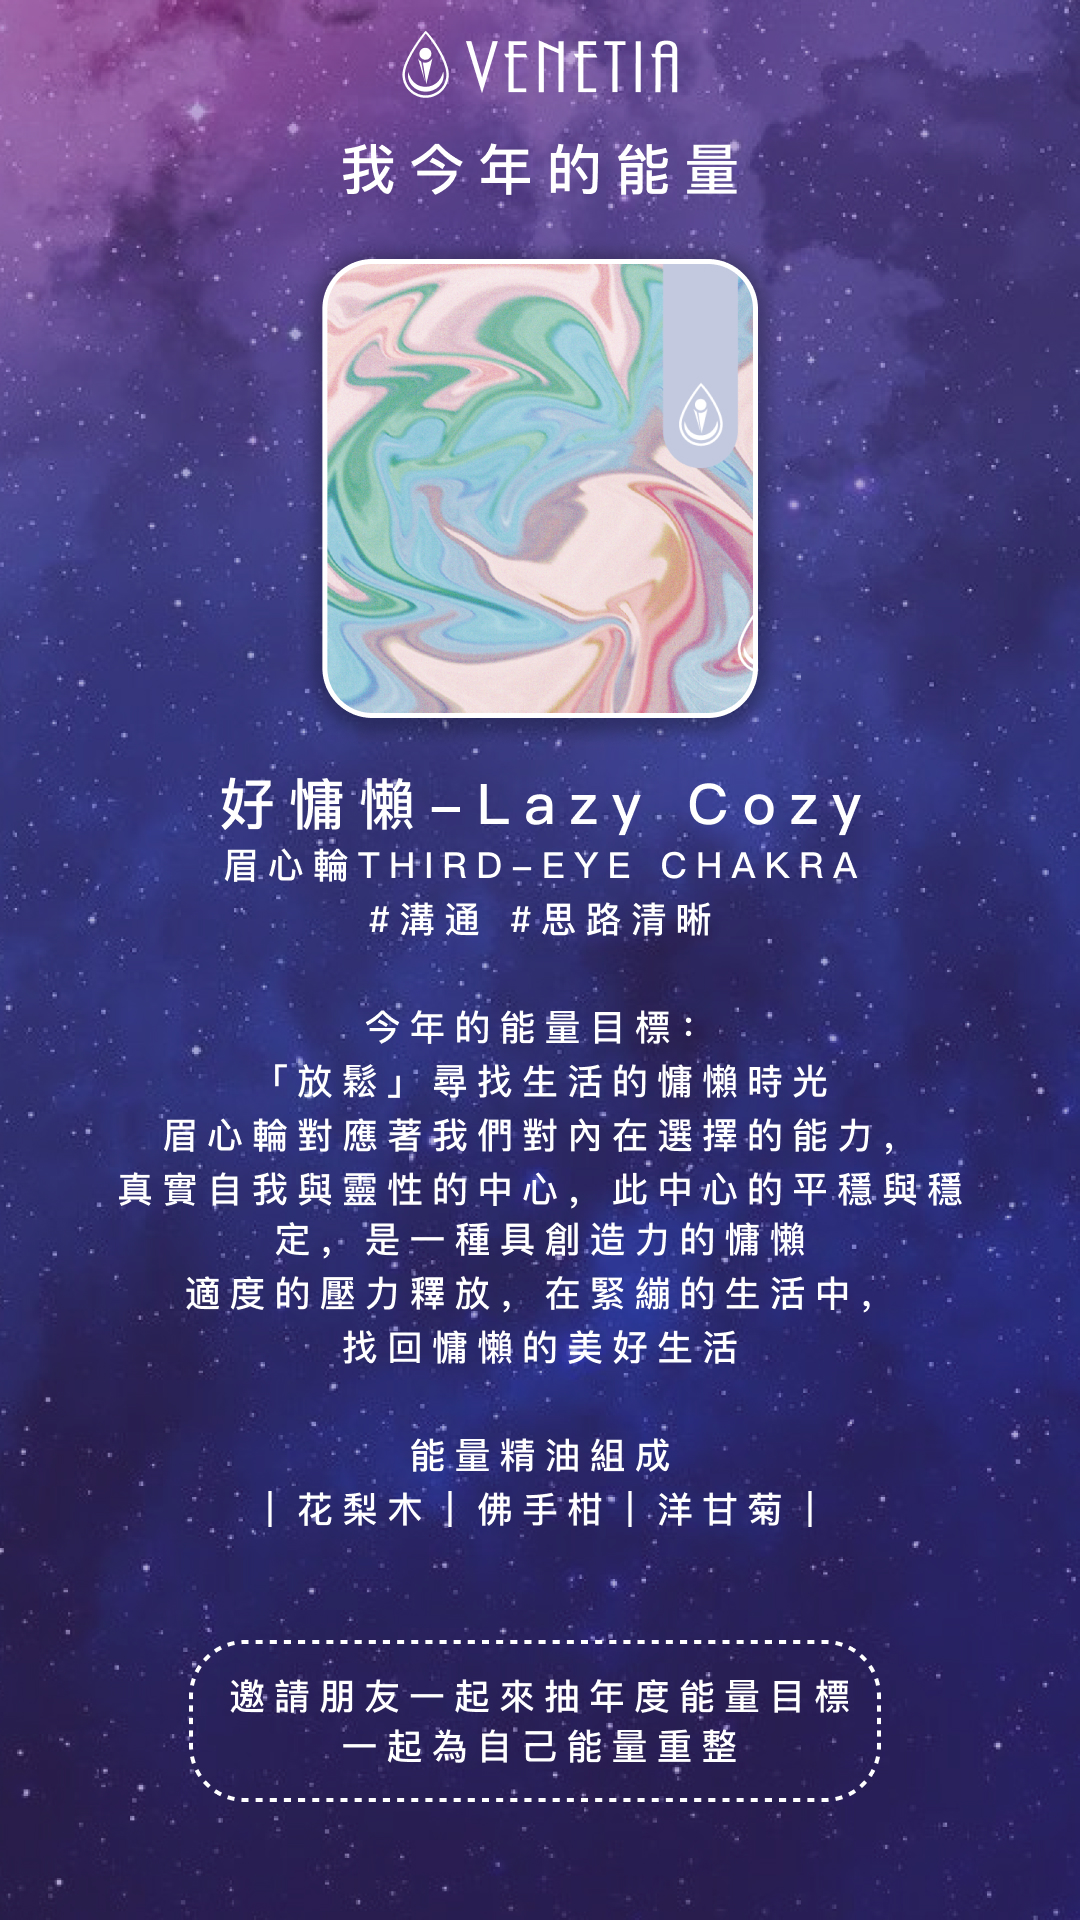 VENETIA
我今年的能量
好慵懶–Lazy Cozy
眉心輪THIRD–EYE CHAKRA
#溝通 #思路清晰
今年的能量目標：
「放鬆」尋找生活的慵懶時光
眉心輪對應著我們對內在選擇的能力，
真實自我與靈性的中心，此中心的平穩與穩
定，是一種具創造力的慵懶
適度的壓力釋放，在緊繃的生活中，
找回慵懶的美好生活
能量精油組成
｜花梨木｜佛手柑｜洋甘菊｜
邀請朋友一起來抽年度能量目標
一起為自己能量重整